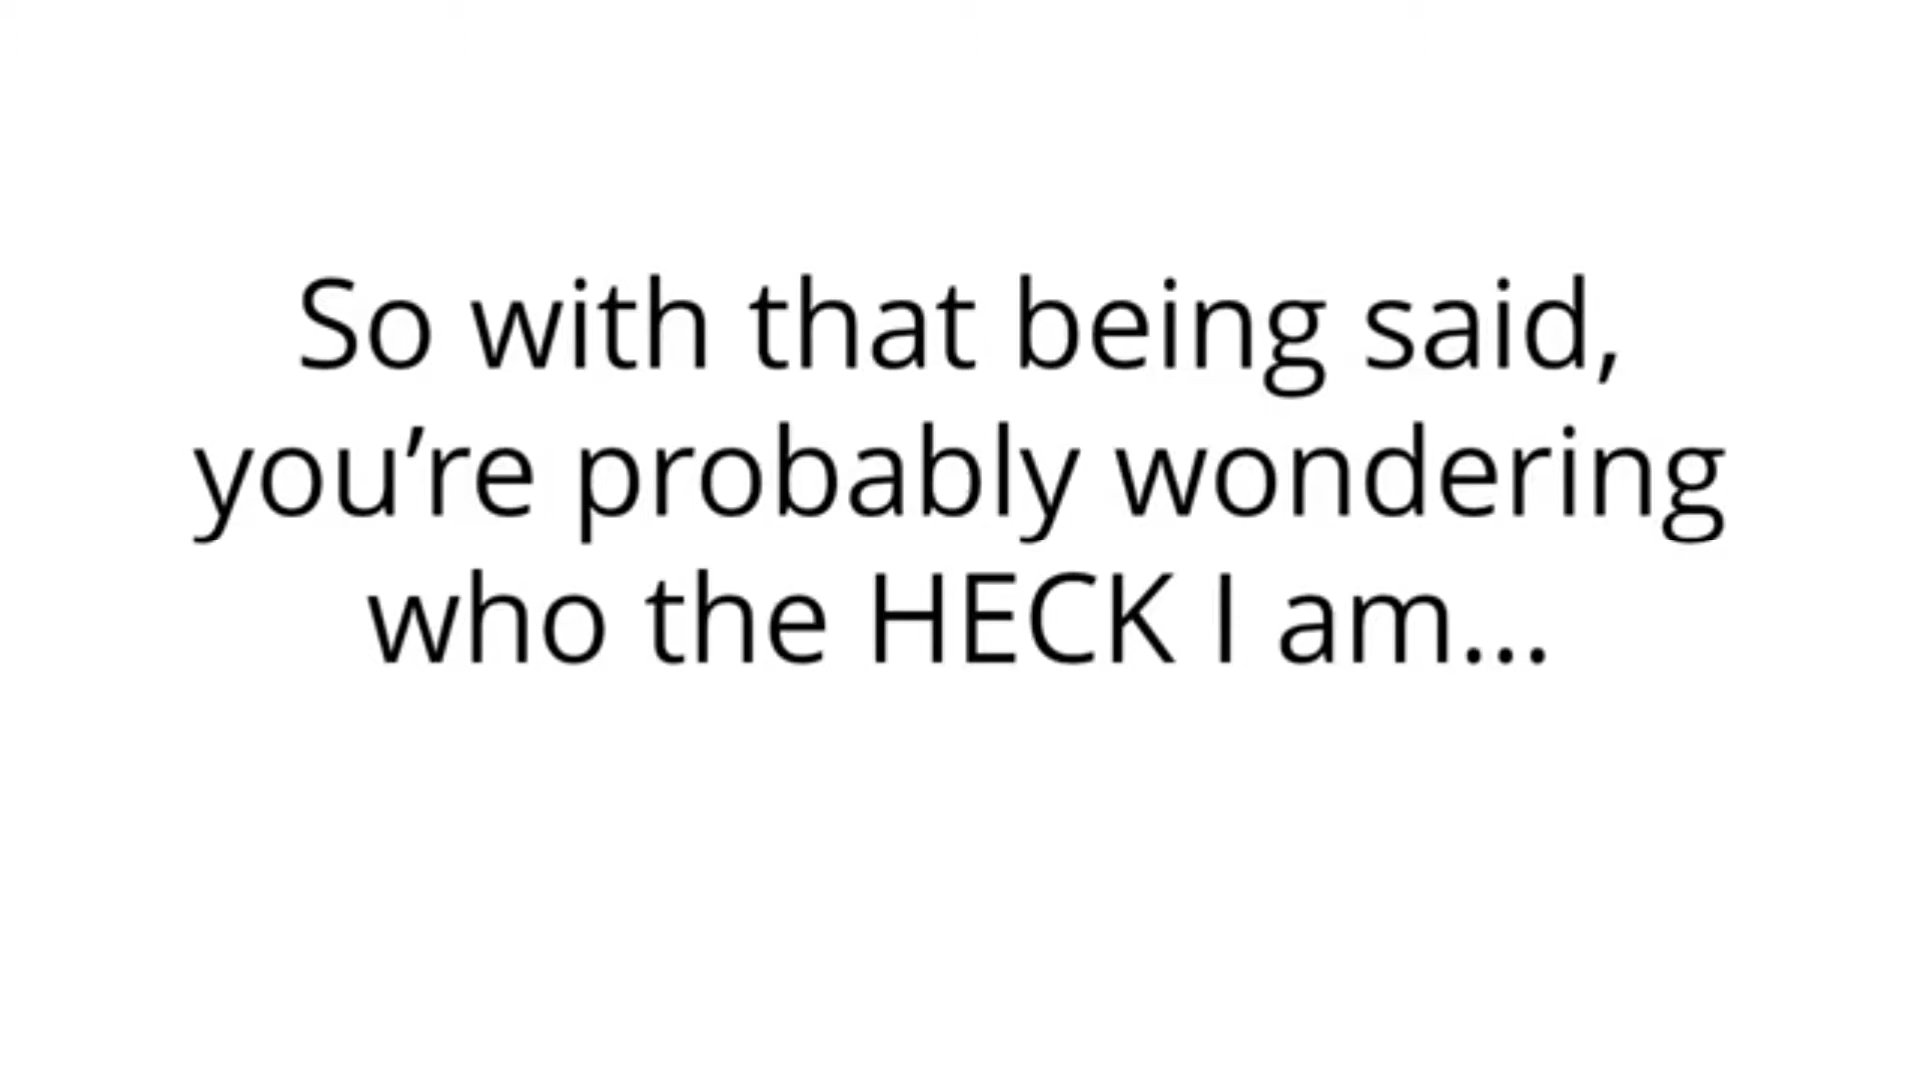 So with that being said,
you’re probably wondering
who the HECK I am...